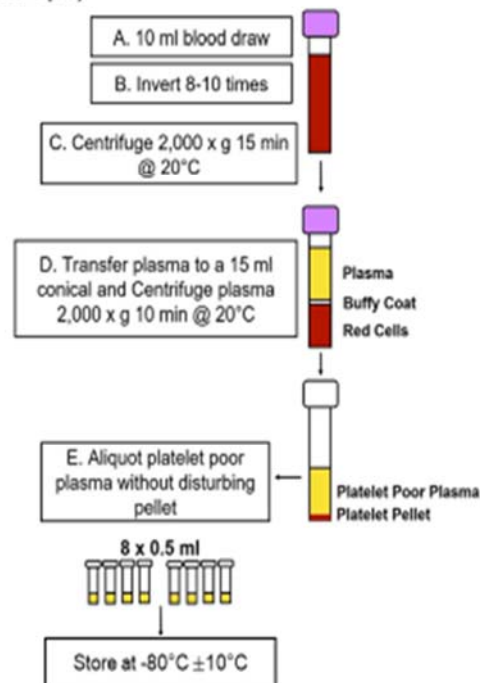 A. 10 ml blood draw
B. Invert 8-10 times
C. Centrifuge 2,000 x g 15 min
@ 20°C
D. Transfer plasma to a 15 ml
conical and Centrifuge plasma
2,000 x g 10 min @ 20°C
Plasma
Buffy Coat
Red Cells
E. Aliquot platelet poor
plasma without disturbing
pellet
Platelet Poor Plasma
Platelet Pellet
8 x 0.5 ml
Store at -80°C ±10°C